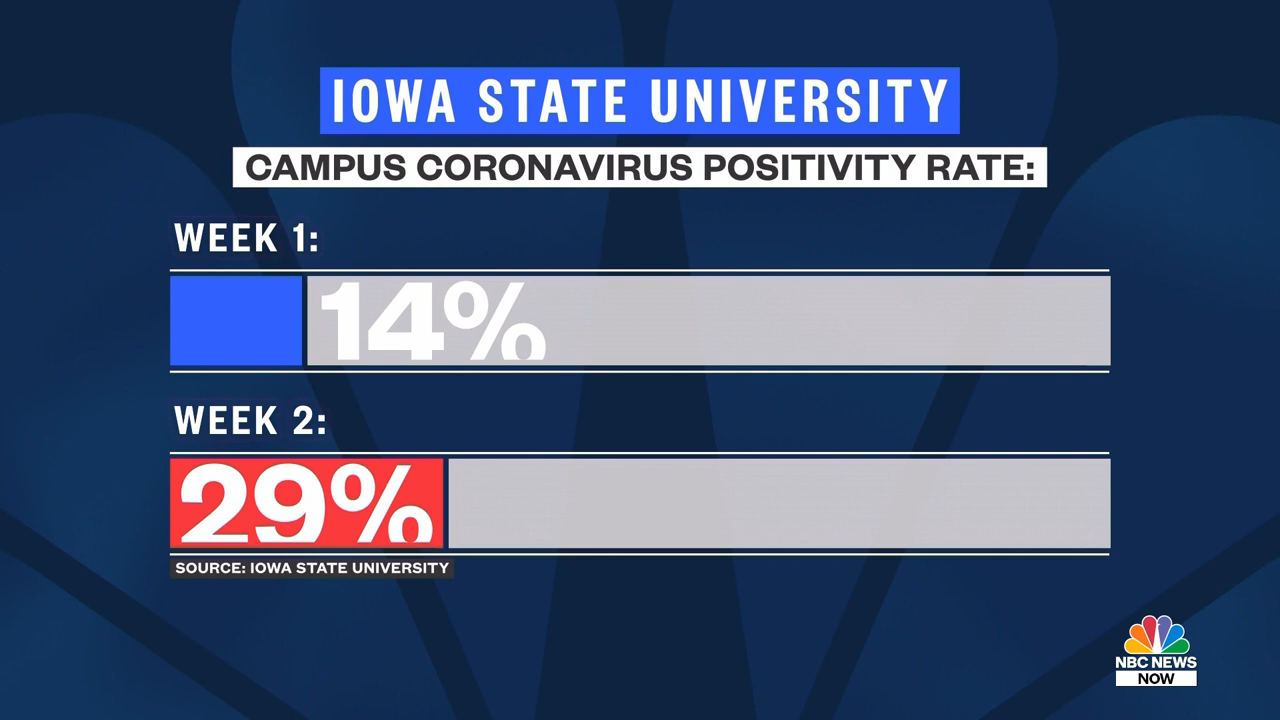 IOWA STATE UNIVERSITY
CAMPUS CORONAVIRUS POSITIVITY RATE:
WEEK 1:
14%
WEEK 2:
29%
SOURCE: IOWA STATE UNIVERSITY
NBC NEWS
NOW